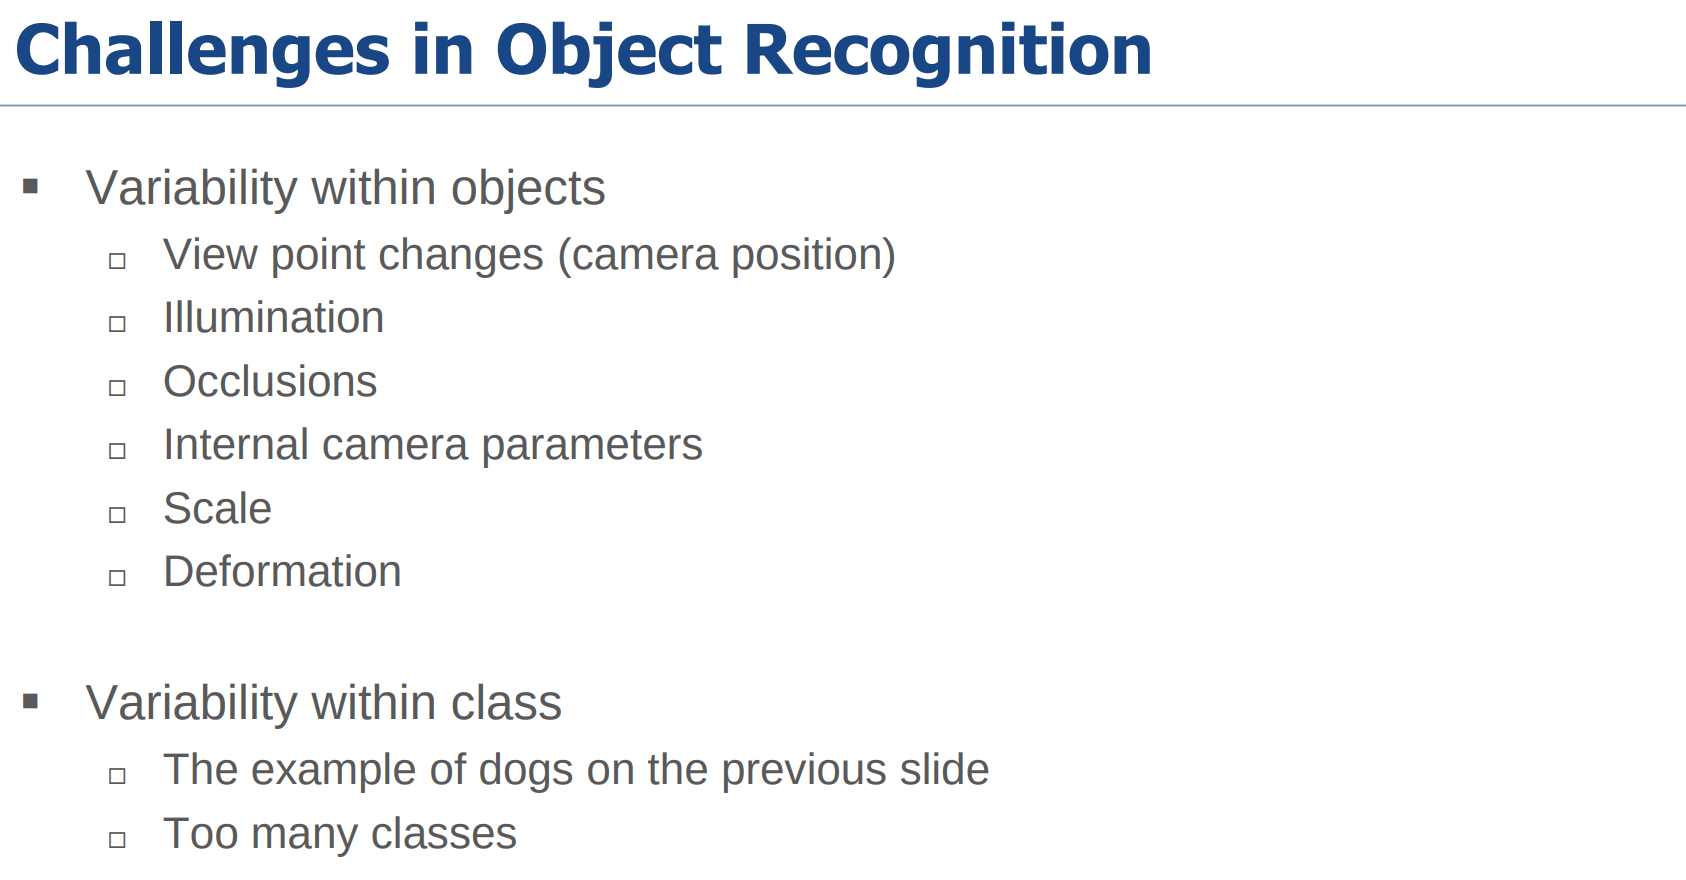 Challenges in Object Recognition
▪ Variability within objects
▫ View point changes (camera position)
▫ Illumination
▫ Occlusions
▫ Internal camera parameters
▫ Scale
▫ Deformation
▪ Variability within class
▫ The example of dogs on the previous slide
▫ Too many classes